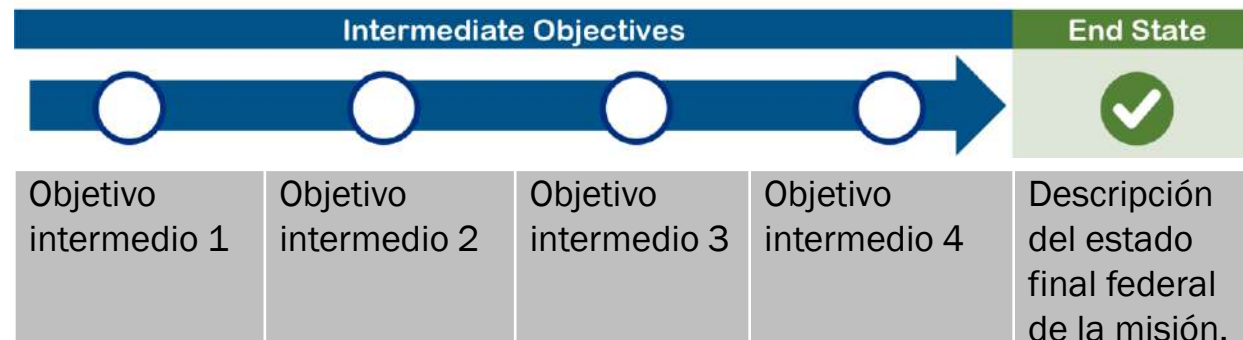 Intermediate Objectives
End State
Objetivo
intermedio 1
Objetivo
intermedio 2
Objetivo
intermedio 3
Objetivo
intermedio 4
Descripción
del estado
final federal
de la misión.